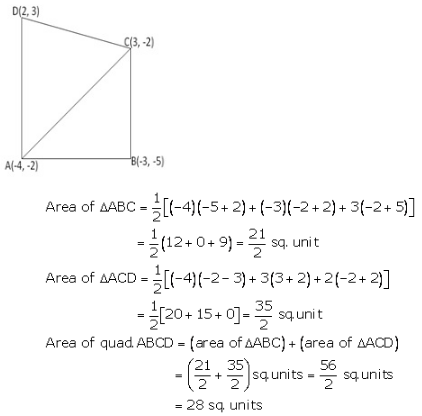 D(2, 3)
C(3, -2)
A(-4, -2)
B(-3, -5)
Area of ΔABC = 1/2[(-4)(-5+2)+(-3)(-2+2)+3(-2+5)]
= 1/2(12+0+9) = 21/2 sq. unit
Area of ΔACD = 1/2[(-4)(-2-3)+3(3+2)+2(-2+2)]
= 1/2[20+15+0] = 35/2 sq.unit
Area of quad. ABCD = (area of ΔABC) + (area of ΔACD)
= (21/2 + 35/2) sq.units = 56/2 sq.units
= 28 sq. units